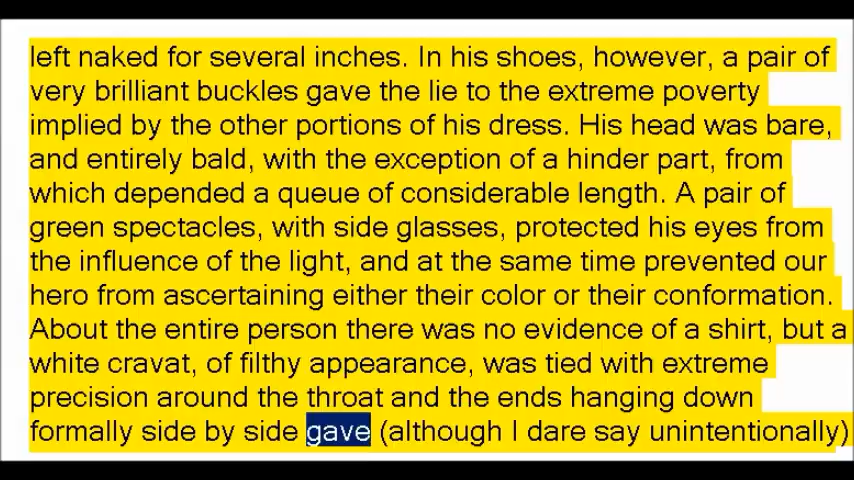 left naked for several inches. In his shoes, however, a pair of
very brilliant buckles gave the lie to the extreme poverty
implied by the other portions of his dress. His head was bare,
and entirely bald, with the exception of a hinder part, from
which depended a queue of considerable length. A pair of
green spectacles, with side glasses, protected his eyes from
the influence of the light, and at the same time prevented our
hero from ascertaining either their color or their conformation.
About the entire person there was no evidence of a shirt, but a
white cravat, of filthy appearance, was tied with extreme
precision around the throat and the ends hanging down
formally side by side gave (although I dare say unintentionally)